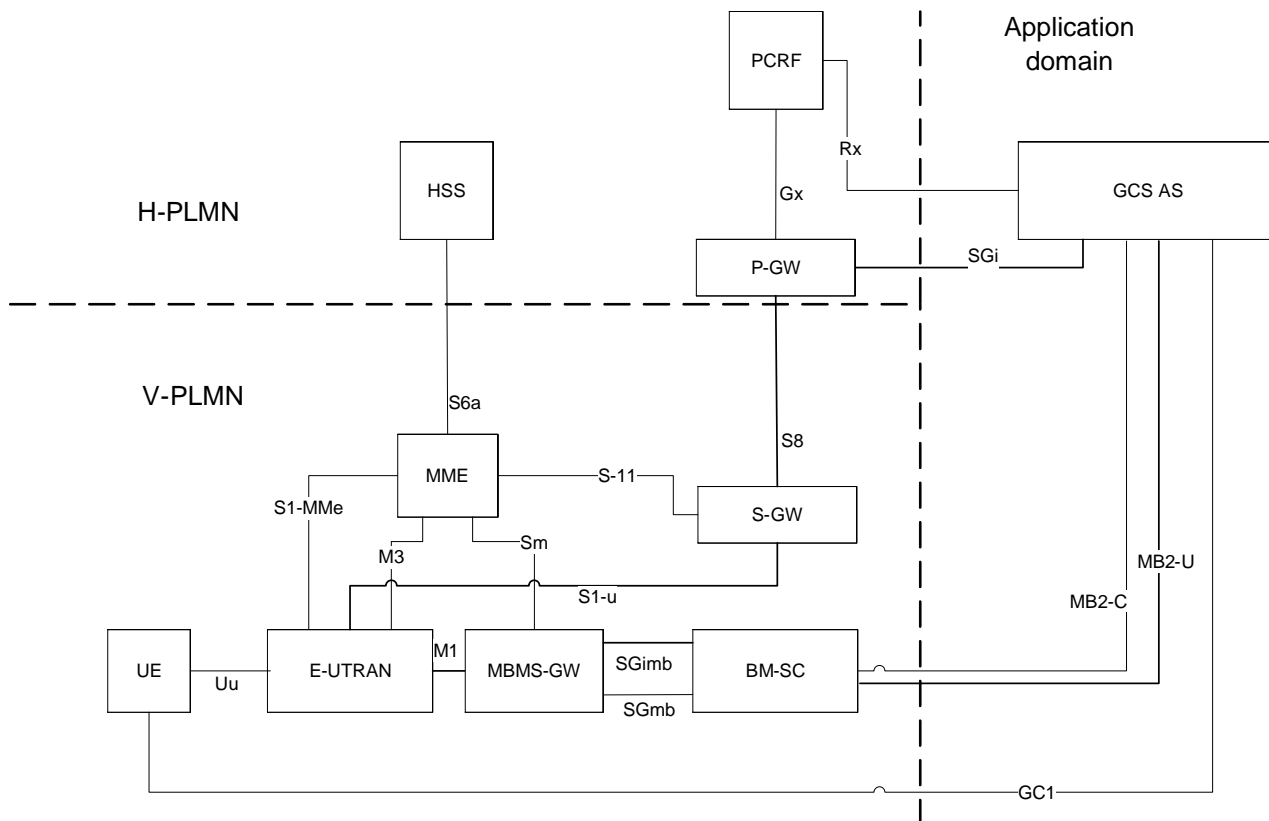 Application
domain
PCRF
Rx
HSS
GCS AS
Gx
H-PLMN
SGi
P-GW
V-PLMN
S6a
S8
MME
S-11
S1-MMe
S-GW
Sm
M3
MB2-U
S1-u
MB2-C
M1
UE
E-UTRAN
MBMS-GW
SGimb
BM-SC
Uu
SGmb
GC1